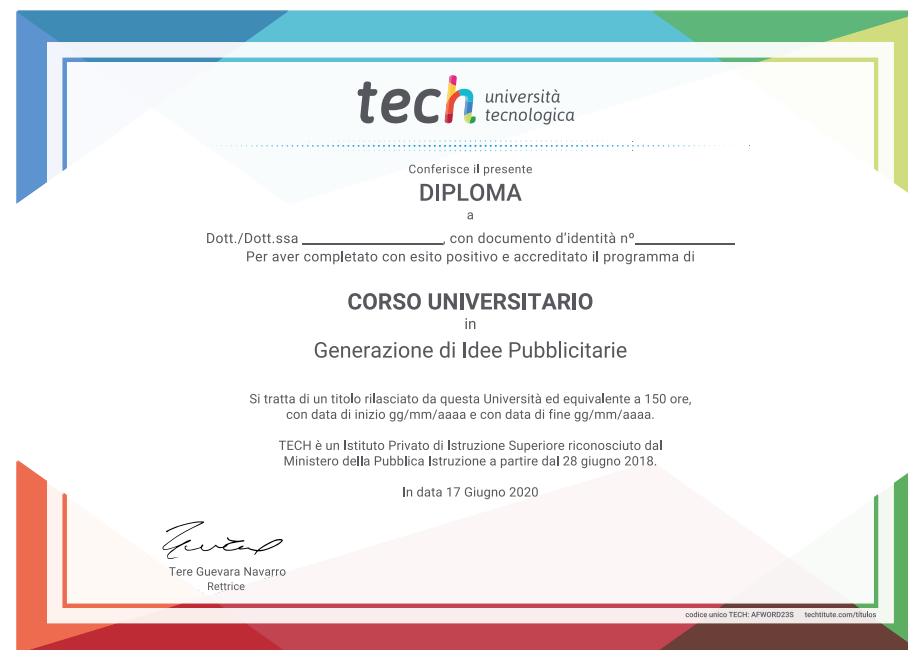 tech università
tecnologica
Conferisce il presente
DIPLOMA
a
Dott./Dott.ssa ____________________, con documento d'identità nº______________
Per aver completato con esito positivo e accreditato il programma di
CORSO UNIVERSITARIO
in
Generazione di Idee Pubblicitarie
Si tratta di un titolo rilasciato da questa Università ed equivalente a 150 ore,
con data di inizio gg/mm/aaaa e con data di fine gg/mm/aaaa.
TECH è un Istituto Privato di Istruzione Superiore riconosciuto dal
Ministero della Pubblica Istruzione a partire dal 28 giugno 2018.
In data 17 Giugno 2020
Tere Guevara Navarro
Rettrice
codice unico TECH: AFWORD23S techtitute.com/titulos